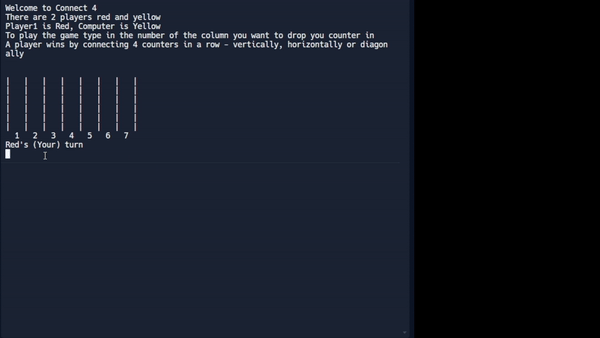 Welcome to Connect 4
There are 2 players red and yellow
Player1 is Red, Computer is Yellow
To play the game type in the number of the column you want to drop you counter in
A player wins by connecting 4 counters in a row - vertically, horizontally or diagon
ally
| | | | | | | |
| | | | | | | |
| | | | | | | |
| | | | | | | |
| | | | | | | |
| | | | | | | |
1 2 3 4 5 6 7
Red's (Your) turn